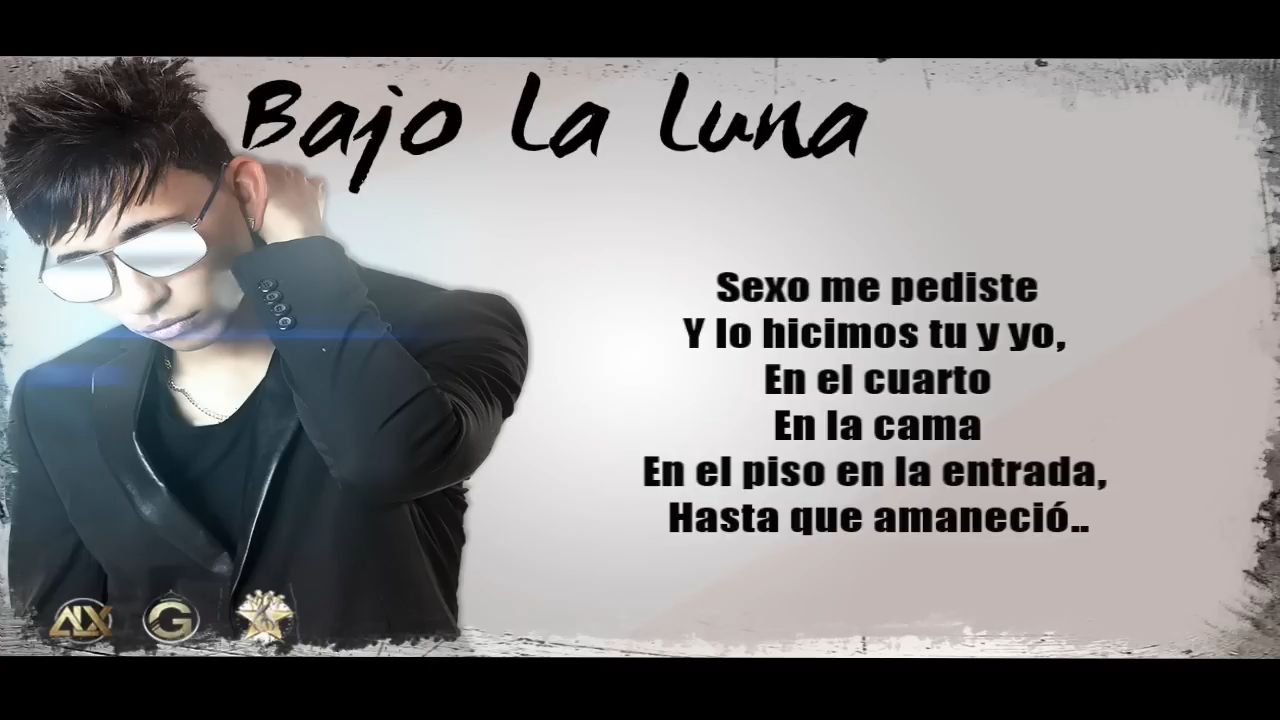 Bajo La Luna
Sexo me pediste
Y lo hicimos tu y yo,
En el cuarto
En la cama
En el piso en la entrada,
Hasta que amaneció..
ALX
G